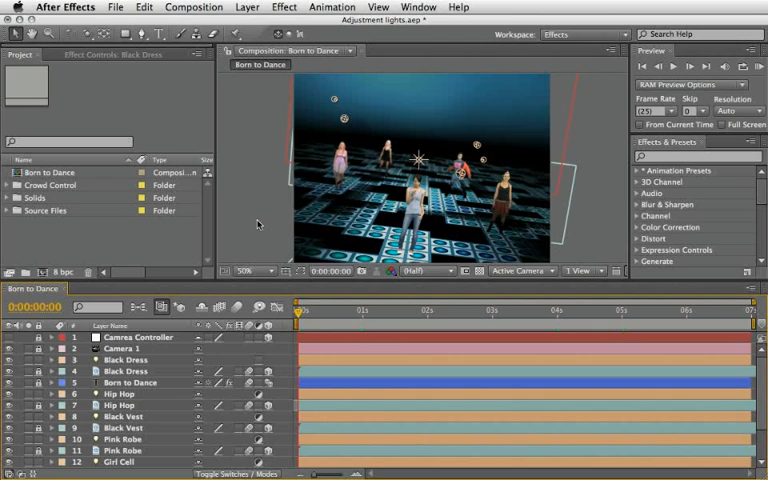 After Effects File Edit Composition Layer Effect Animation View Window Help
Adjustment lights.aep *
Workspace: Effects Search Help
Project Effect Controls: Black Dress
Composition: Born to Dance
Born to Dance
Preview
RAM Preview Options
Frame Rate Skip Resolution
(25) 0 Auto
From Current Time Full Screen
Effects & Presets
* Animation Presets
3D Channel
Audio
Blur & Sharpen
Channel
Color Correction
Distort
Expression Controls
Generate
Name Type Size
Born to Dance Composi...n
Crowd Control Folder
Solids Folder
Source Files Folder
8 bpc
50% 0:00:00:00 (Half) Active Camera 1 View
Born to Dance
0:00:00:00
# Layer Name
00s 01s 02s 03s 04s 05s 06s 07s
1 Camrea Controller
2 Camera 1
3 Black Dress
4 Black Dress
5 Born to Dance
6 Hip Hop
7 Hip Hop
8 Black Vest
9 Black Vest
10 Pink Robe
11 Pink Robe
12 Girl Cell
Toggle Switches / Modes